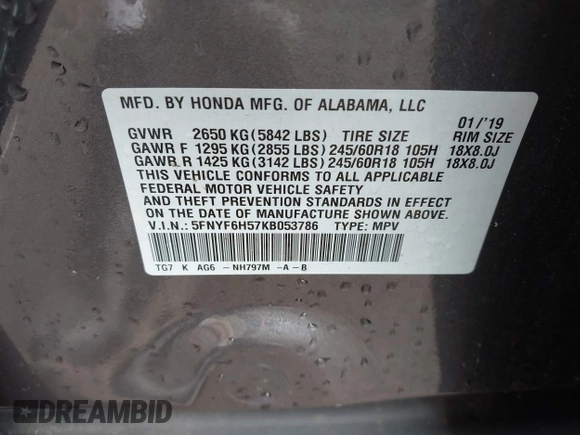 MFD. BY HONDA MFG. OF ALABAMA, LLC
01/'19
GVWR 2650 KG (5842 LBS) TIRE SIZE RIM SIZE
GAWR F 1295 KG (2855 LBS) 245/60R18 105H 18X8.0J
GAWR R 1425 KG (3142 LBS) 245/60R18 105H 18X8.0J
THIS VEHICLE CONFORMS TO ALL APPLICABLE
FEDERAL MOTOR VEHICLE SAFETY
AND THEFT PREVENTION STANDARDS IN EFFECT
ON THE DATE OF MANUFACTURE SHOWN ABOVE.
V.I.N.: 5FNYF6H57KB053786 TYPE: MPV
TG7 K AG6 -NH797M -A -B
DREAMBID